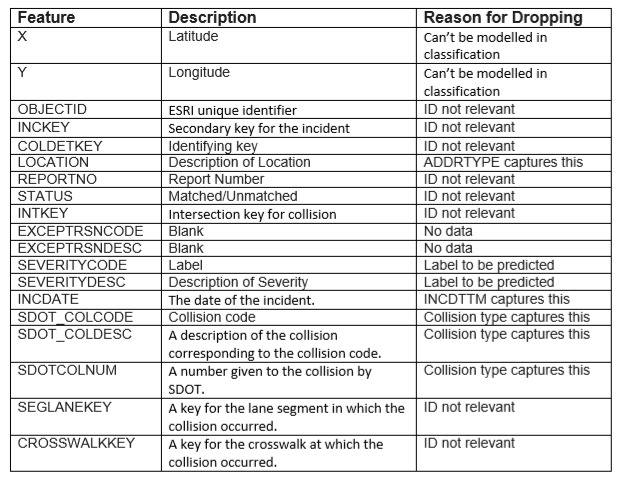 Feature Description Reason for Dropping
X Latitude Can't be modelled in
classification
Y Longitude Can't be modelled in
classification
OBJECTID ESRI unique identifier ID not relevant
INCKEY Secondary key for the incident ID not relevant
COLDETKEY Identifying key ID not relevant
LOCATION Description of Location ADDRTYPE captures this
REPORTNO Report Number ID not relevant
STATUS Matched/Unmatched ID not relevant
INTKEY Intersection key for collision ID not relevant
EXCEPTRSNCODE Blank No data
EXCEPTRSNDESC Blank No data
SEVERITYCODE Label Label to be predicted
SEVERITYDESC Description of Severity Label to be predicted
INCDATE The date of the incident. INCDTTM captures this
SDOT_COLCODE Collision code Collision type captures this
SDOT_COLDESC A description of the collision Collision type captures this
corresponding to the collision code.
SDOTCOLNUM A number given to the collision by Collision type captures this
SDOT.
SEGLANEKEY A key for the lane segment in which the ID not relevant
collision occurred.
CROSSWALKKEY A key for the crosswalk at which the ID not relevant
collision occurred.